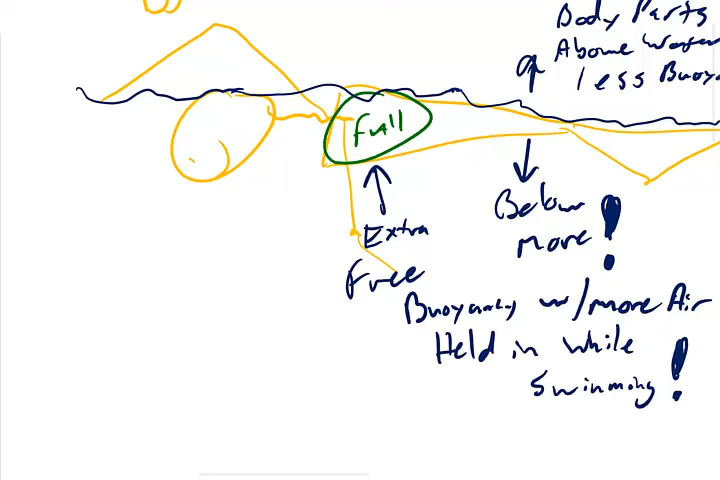 Body Parts
Above Water
less Buoy
Full
Below
more!
Extra
Free
Buoyancy w/more Air
Held in while
Swimming!